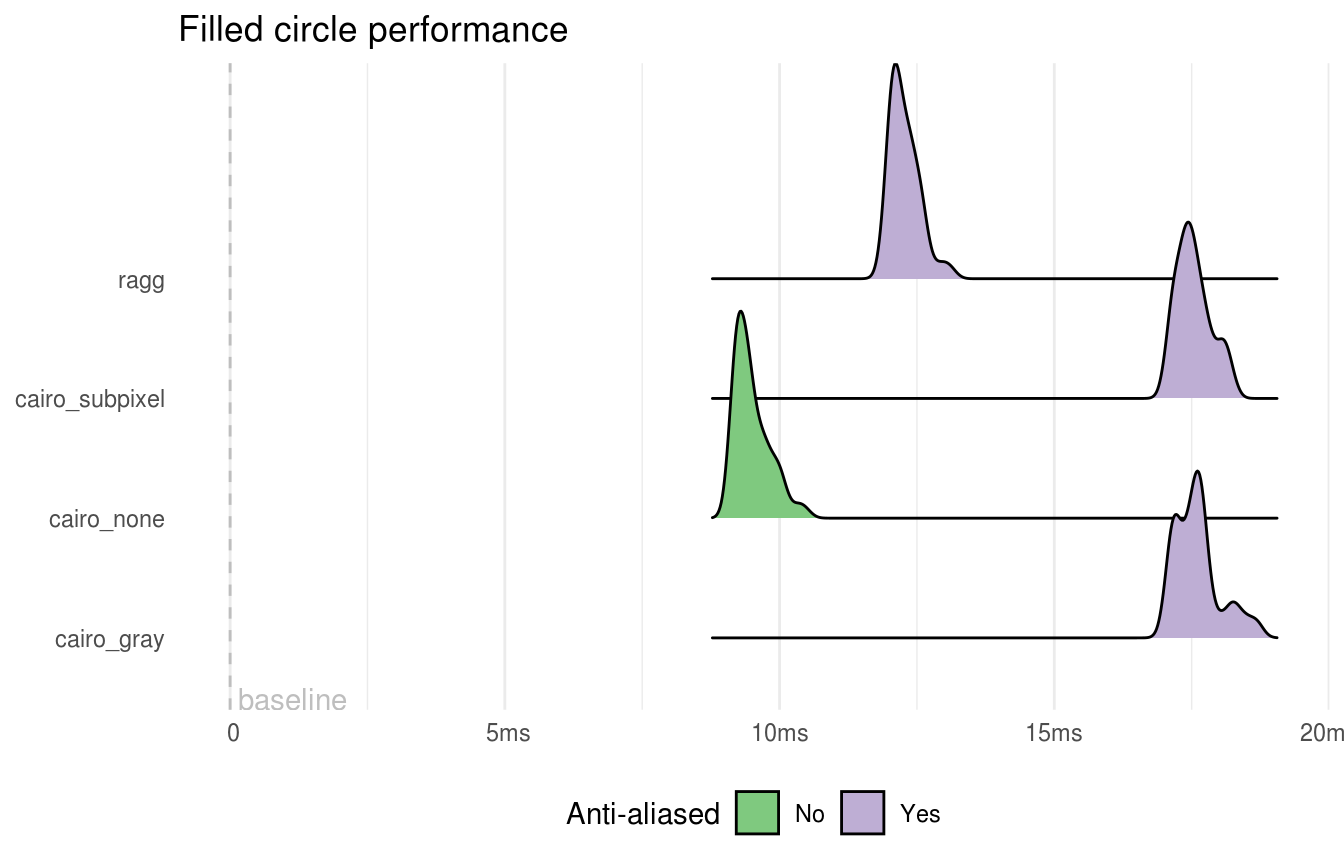 Filled circle performance
ragg
cairo_subpixel
cairo_none
cairo_gray
baseline
0 5ms 10ms 15ms 20m
Anti-aliased No Yes